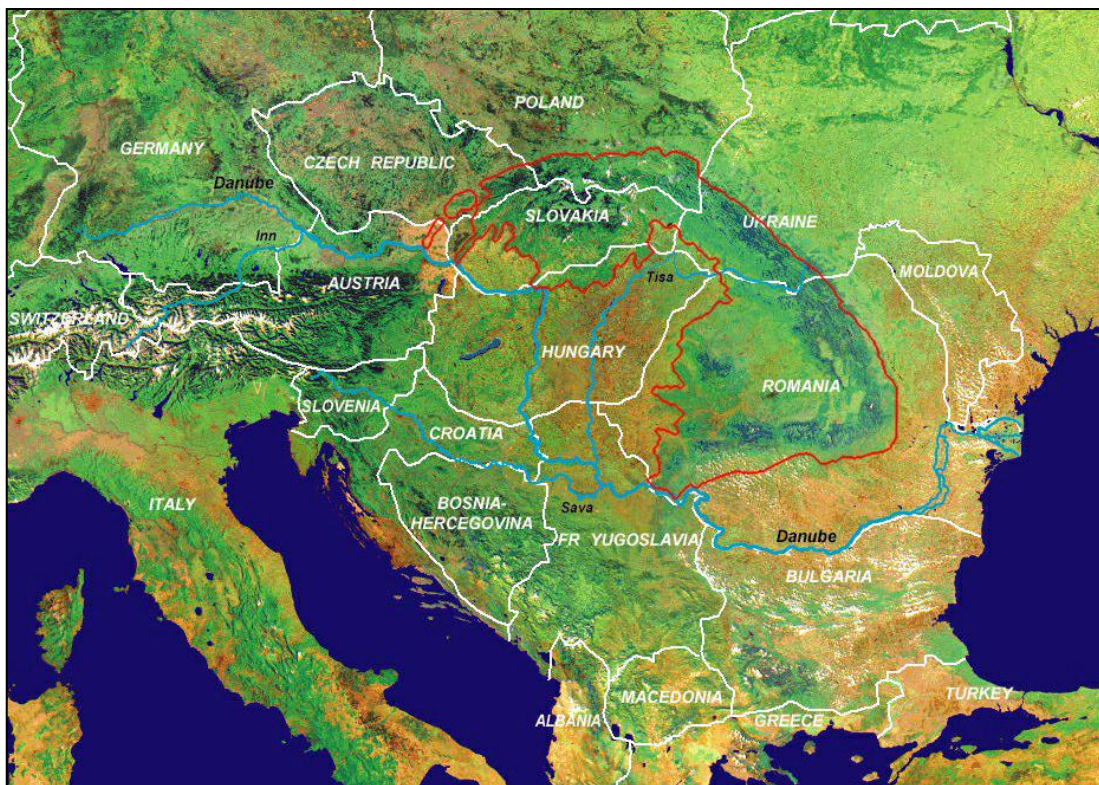 POLAND
GERMANY
CZECH REPUBLIC
Danube
SLOVAKIA
UKRAINE
Inn
MOLDOVA
Tisa
AUSTRIA
SWITZERLAND
HUNGARY
ROMANIA
SLOVENIA
CROATIA
ITALY
BOSNIA-
HERCEGOVINA
Sava
FR YUGOSLAVIA
Danube
BULGARIA
MACEDONIA
TURKEY
ALBANIA
GREECE